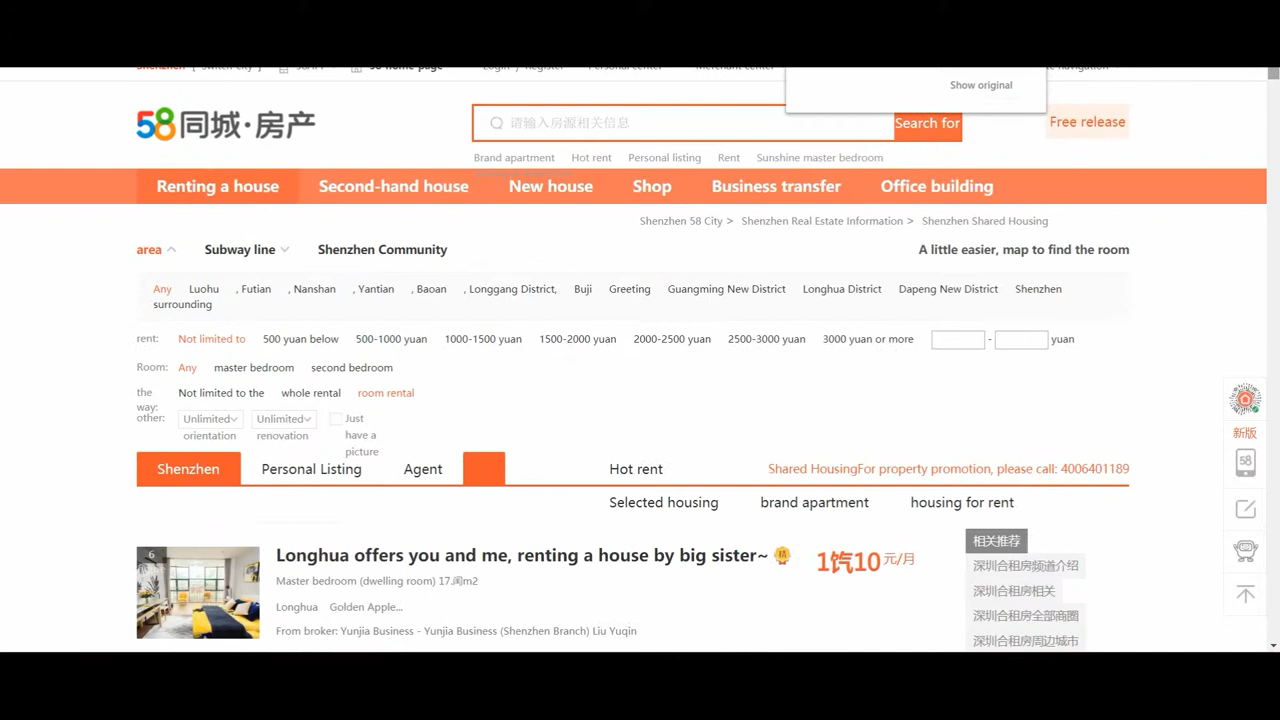 Show original
58同城·房产
请输入房源相关信息
Search for
Free release
Brand apartment Hot rent Personal listing Rent Sunshine master bedroom
Renting a house Second-hand house New house Shop Business transfer Office building
Shenzhen 58 City > Shenzhen Real Estate Information > Shenzhen Shared Housing
area Subway line Shenzhen Community A little easier, map to find the room
Any Luohu , Futian , Nanshan , Yantian , Baoan , Longgang District, Buji Greeting Guangming New District Longhua District Dapeng New District Shenzhen
surrounding
rent: Not limited to 500 yuan below 500-1000 yuan 1000-1500 yuan 1500-2000 yuan 2000-2500 yuan 2500-3000 yuan 3000 yuan or more - yuan
Room: Any master bedroom second bedroom
the way: Not limited to the whole rental room rental
other: Unlimited orientation Unlimited renovation Just have a picture
新版
58
Shenzhen Personal Listing Agent Hot rent Shared HousingFor property promotion, please call: 4006401189
Selected housing brand apartment housing for rent
6
Longhua offers you and me, renting a house by big sister~ 1饩10 元/月
Master bedroom (dwelling room) 17.闲m2
Longhua Golden Apple...
From broker: Yunjia Business - Yunjia Business (Shenzhen Branch) Liu Yuqin
相关推荐
深圳合租房频道介绍
深圳合租房相关
深圳合租房全部商圈
深圳合租房周边城市